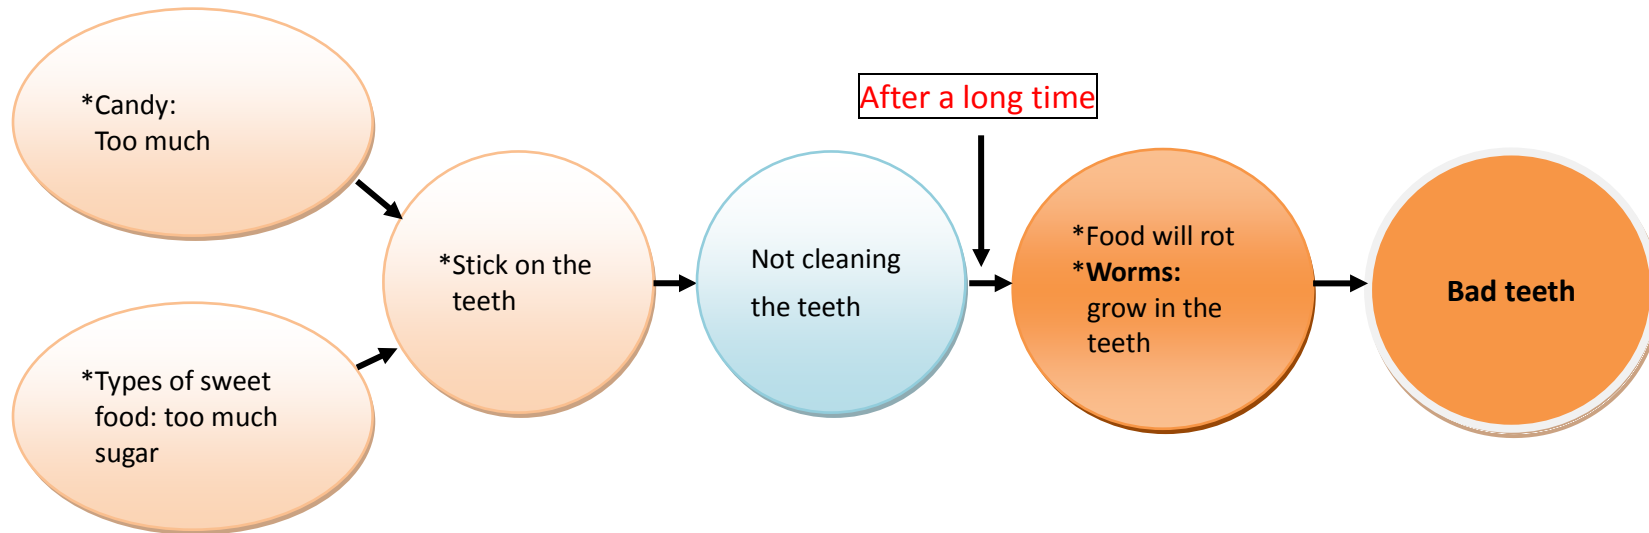 *Candy:
Too much
*Types of sweet
food: too much
sugar
*Stick on the
teeth
Not cleaning
the teeth
After a long time
*Food will rot
*Worms:
grow in the
teeth
Bad teeth